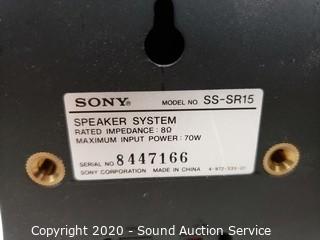 SONY® MODEL NO SS-SR15
SPEAKER SYSTEM
RATED IMPEDANCE : 8Ω
MAXIMUM INPUT POWER : 70W
SERIAL NO 8447166
SONY CORPORATION MADE IN CHINA
Copyright © 2020 - Sound Auction Service